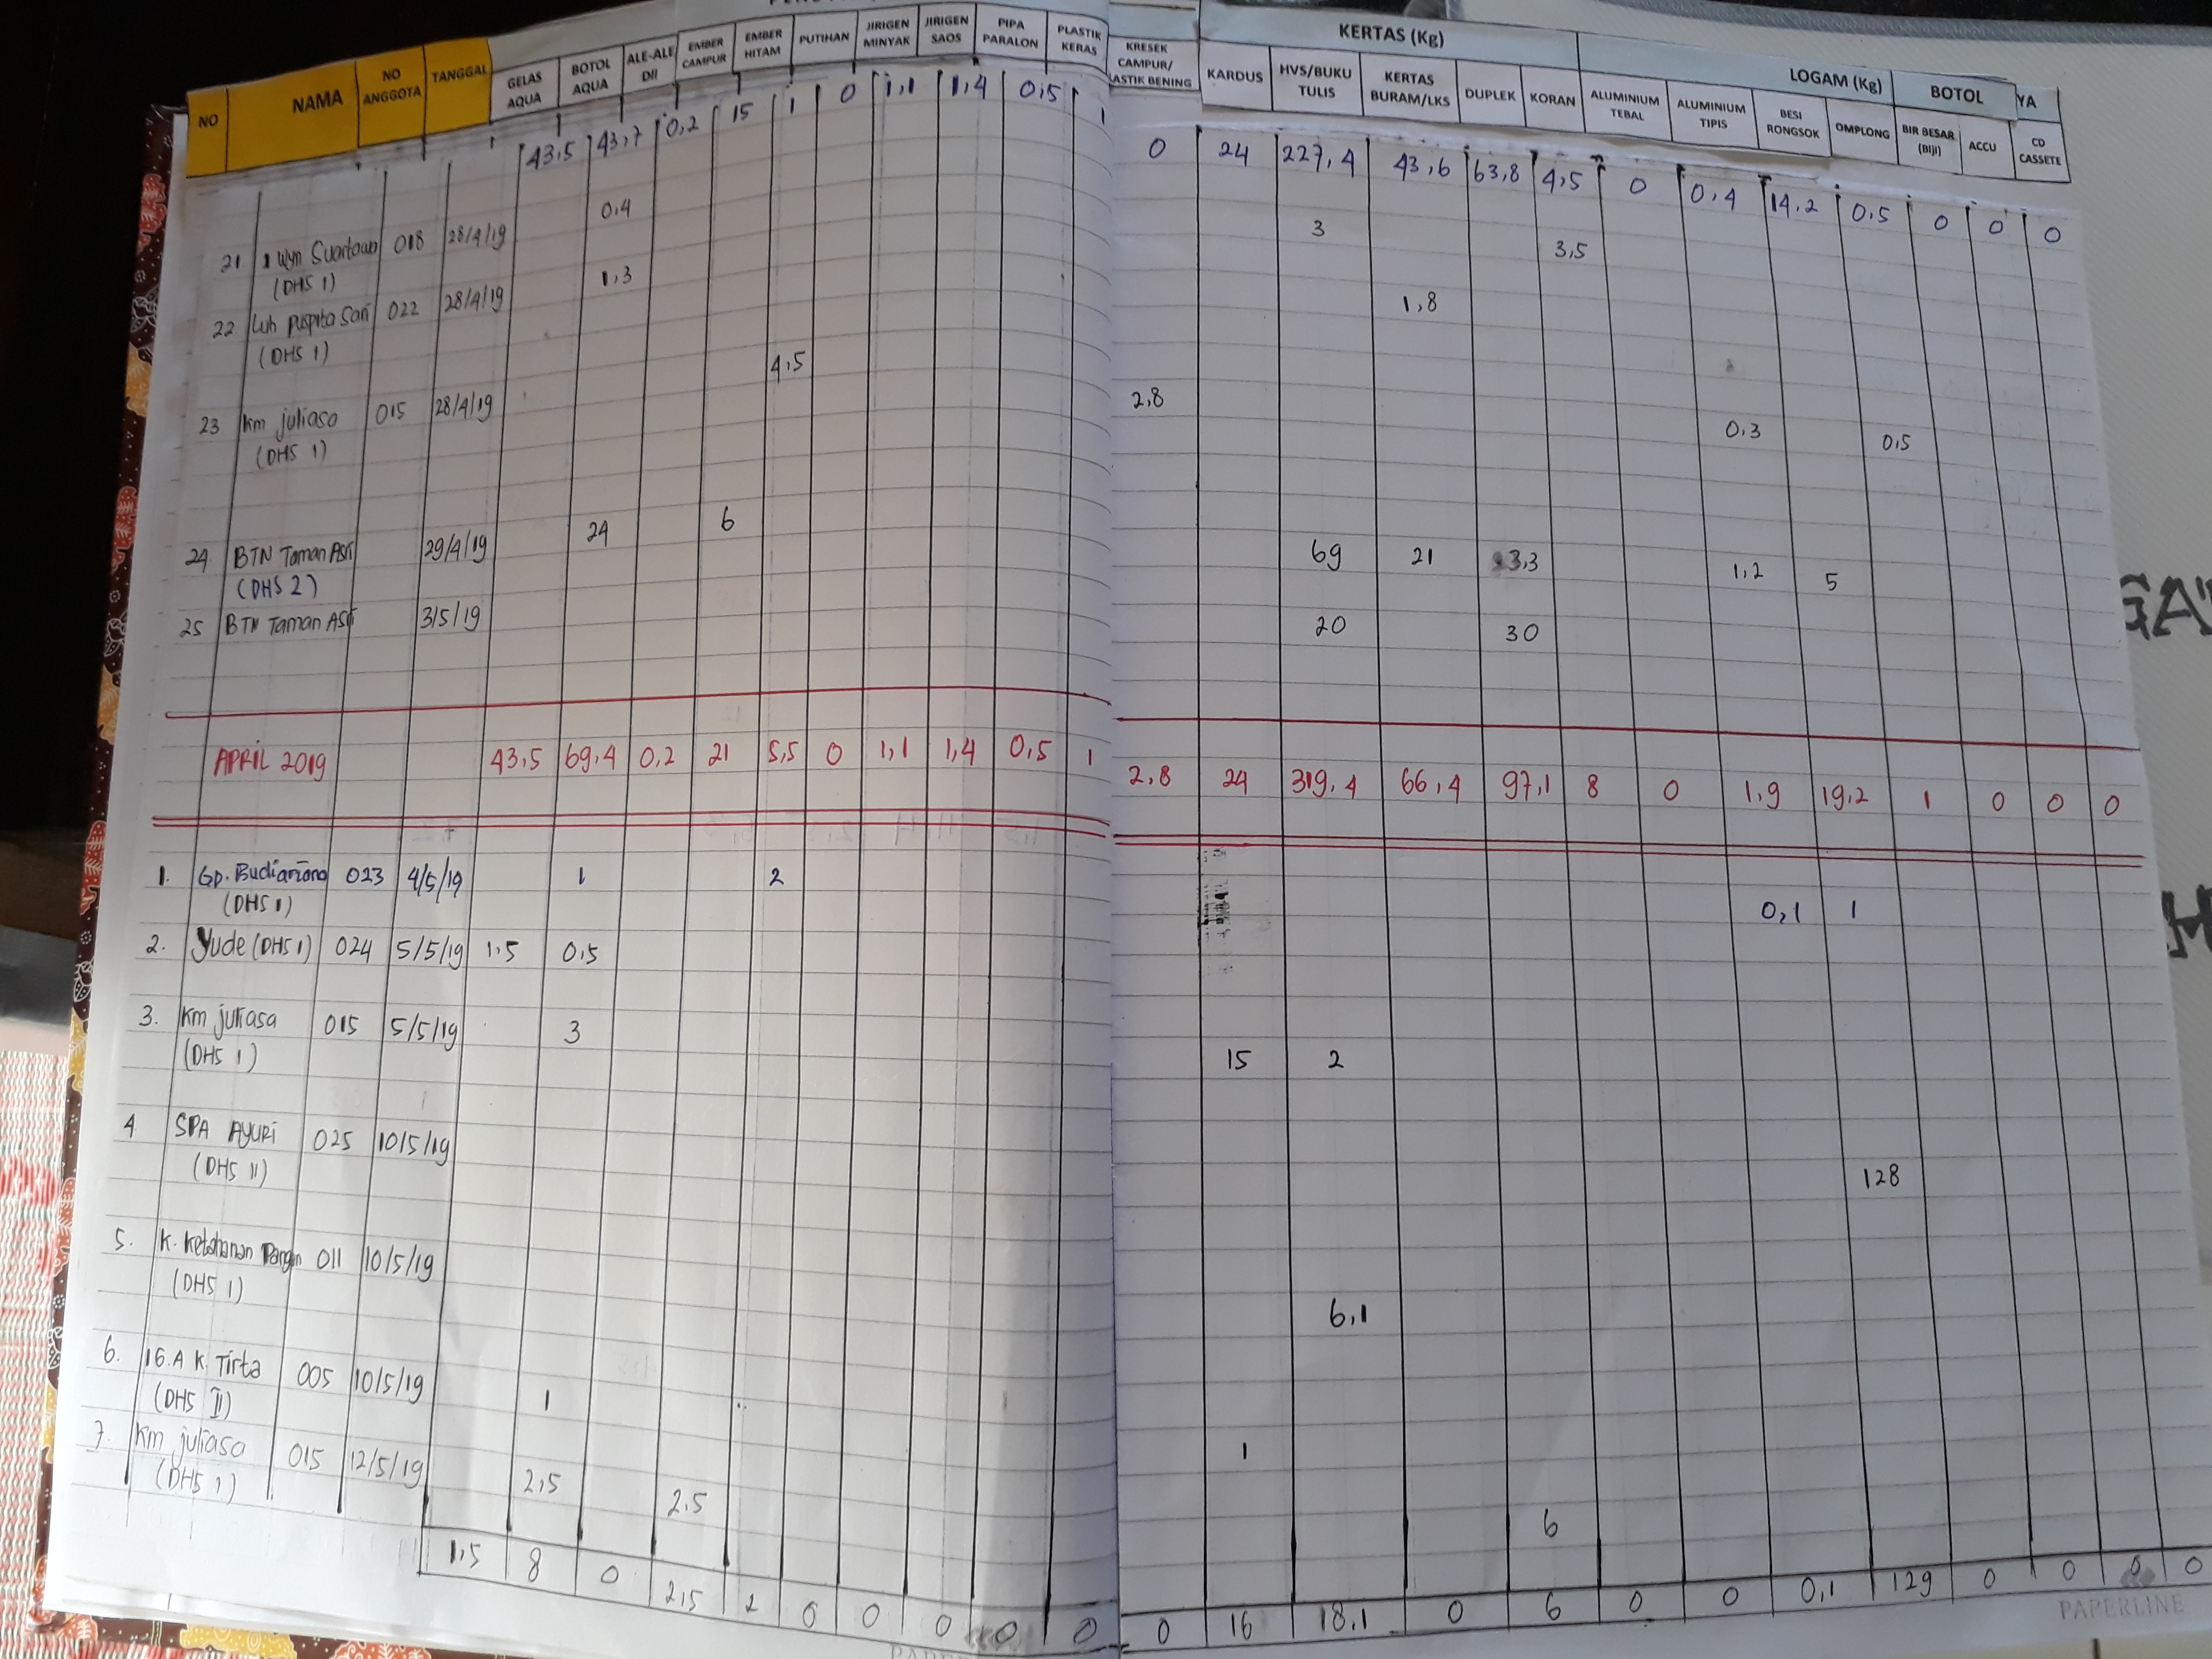 KERTAS (Kg) LOGAM (Kg) BOTOL YA
NO NAMA NO ANGGOTA TANGGAL GELAS AQUA BOTOL AQUA ALE-ALE Dll EMBER CAMPUR EMBER HITAM PUTIHAN JIRIGEN MINYAK JIRIGEN SAOS PIPA PARALON PLASTIK KERAS KRESEK CAMPUR/ LASTIK BENING KARDUS HVS/BUKU TULIS KERTAS BURAM/LKS DUPLEK KORAN ALUMINIUM TEBAL ALUMINIUM TIPIS BESI RONGSOK OMPLONG BIR BESAR (BIJI) ACCU CD CASSETE
43,5 43,7 0,2 15 1 0 1,1 1,4 0,5 1 0 24 227,4 43,6 63,8 4,5 0 0,4 14,2 0,5 0 0 0
21 I Wyn Suartawa 018 28/4/19 0,4 3 3,5
(DHS 1)
22 Luh Puspita Sari 022 28/4/19 1,3 1,8
(DHS 1)
23 Km juliasa 015 28/4/19 4,5 2,8 0,3 0,5
(DHS 1)
24 BTN Taman Asri 29/4/19 24 6 69 21 3,3 1,2 5
(DHS 2)
25 BTN Taman Asri 3/5/19 20 30
APRIL 2019 43,5 69,4 0,2 21 5,5 0 1,1 1,4 0,5 1 2,8 24 319,4 66,4 97,1 8 0 1,9 19,2 1 0 0 0
1. Gd. Budiariana 023 4/5/19 1 2 0,1 1
(DHS 1)
2. Yude (DHS 1) 024 5/5/19 1.5 0,5
3. Km juliasa 015 5/5/19 3 15 2
(DHS 1)
4 SPA AYURI 025 10/5/19 128
(DHS II)
5. K. Ketahanan Pangan 011 10/5/19 6,1
(DHS 1)
6. 16.A K. Tirta 005 10/5/19 1 1
(DHS II)
7. Km juliasa 015 12/5/19 2,5 2.5 6
(DHS 1)
1,5 8 0 2,5 2 0 0 0 0 0 0 16 18,1 0 6 0 0 0,1 129 0 0 0 0
PAPERLINE